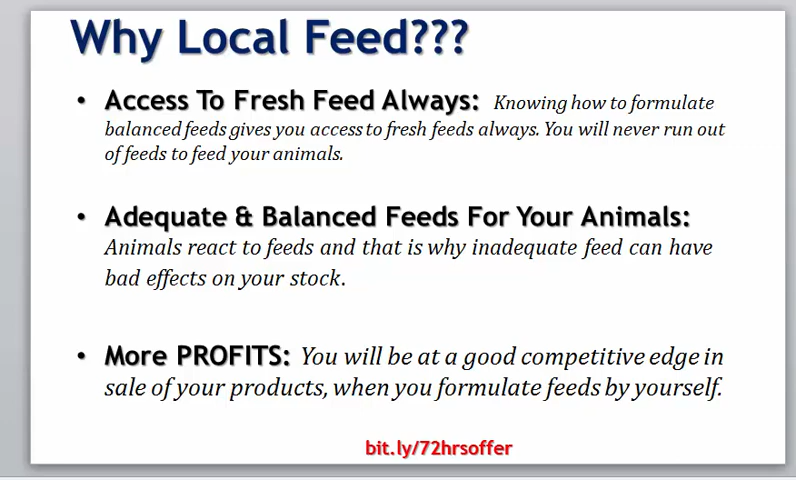 Why Local Feed???
• Access To Fresh Feed Always: Knowing how to formulate
balanced feeds gives you access to fresh feeds always. You will never run out
of feeds to feed your animals.
• Adequate & Balanced Feeds For Your Animals:
Animals react to feeds and that is why inadequate feed can have
bad effects on your stock.
• More PROFITS: You will be at a good competitive edge in
sale of your products, when you formulate feeds by yourself.
bit.ly/72hrsoffer